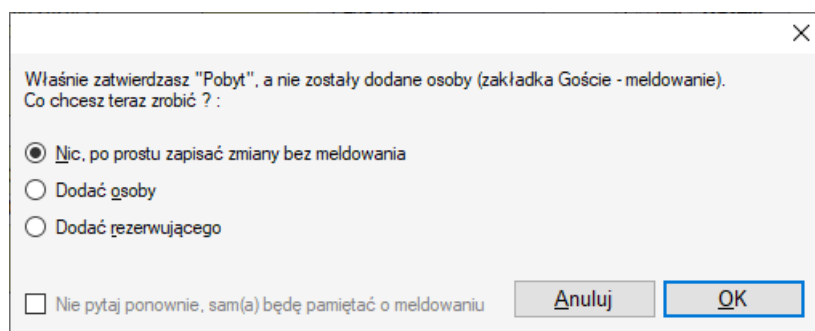 Właśnie zatwierdzasz "Pobyt", a nie zostały dodane osoby (zakładka Goście - meldowanie).
Co chcesz teraz zrobić ? :
Nic, po prostu zapisać zmiany bez meldowania
Dodać osoby
Dodać rezerwującego
Nie pytaj ponownie, sam(a) będę pamiętać o meldowaniu
Anuluj
OK